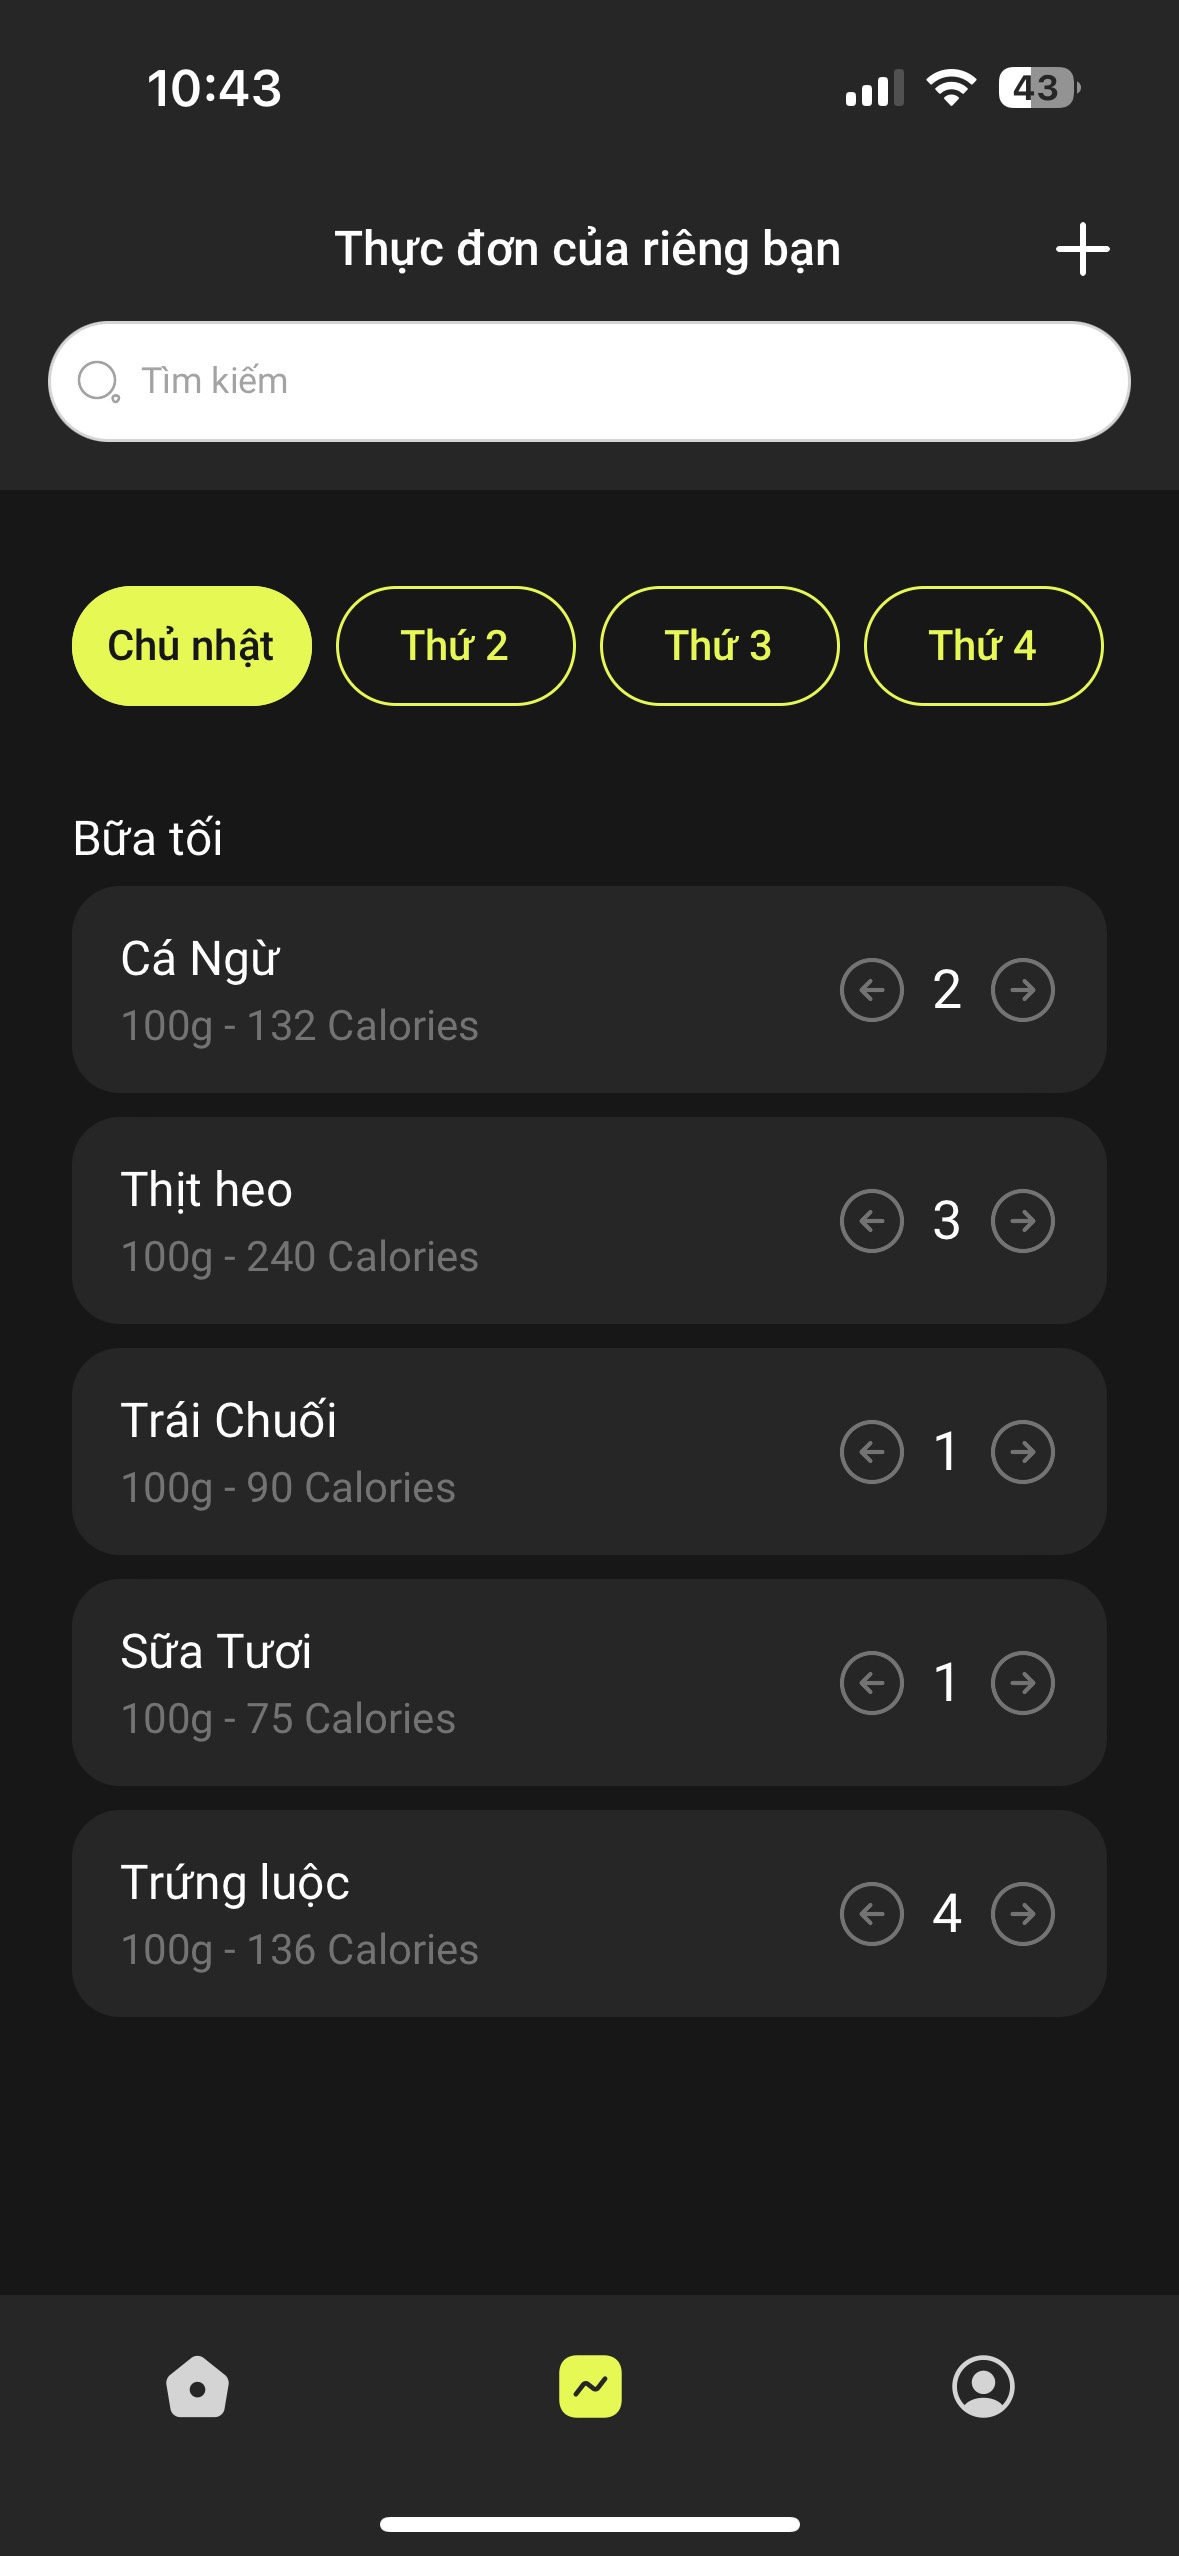 10:43
43
Thực đơn của riêng bạn
Tìm kiếm
Chủ nhật
Thứ 2
Thứ 3
Thứ 4
Bữa tối
Cá Ngừ
100g - 132 Calories
2
Thịt heo
100g - 240 Calories
3
Trái Chuối
100g - 90 Calories
1
Sữa Tươi
100g - 75 Calories
1
Trứng luộc
100g - 136 Calories
4